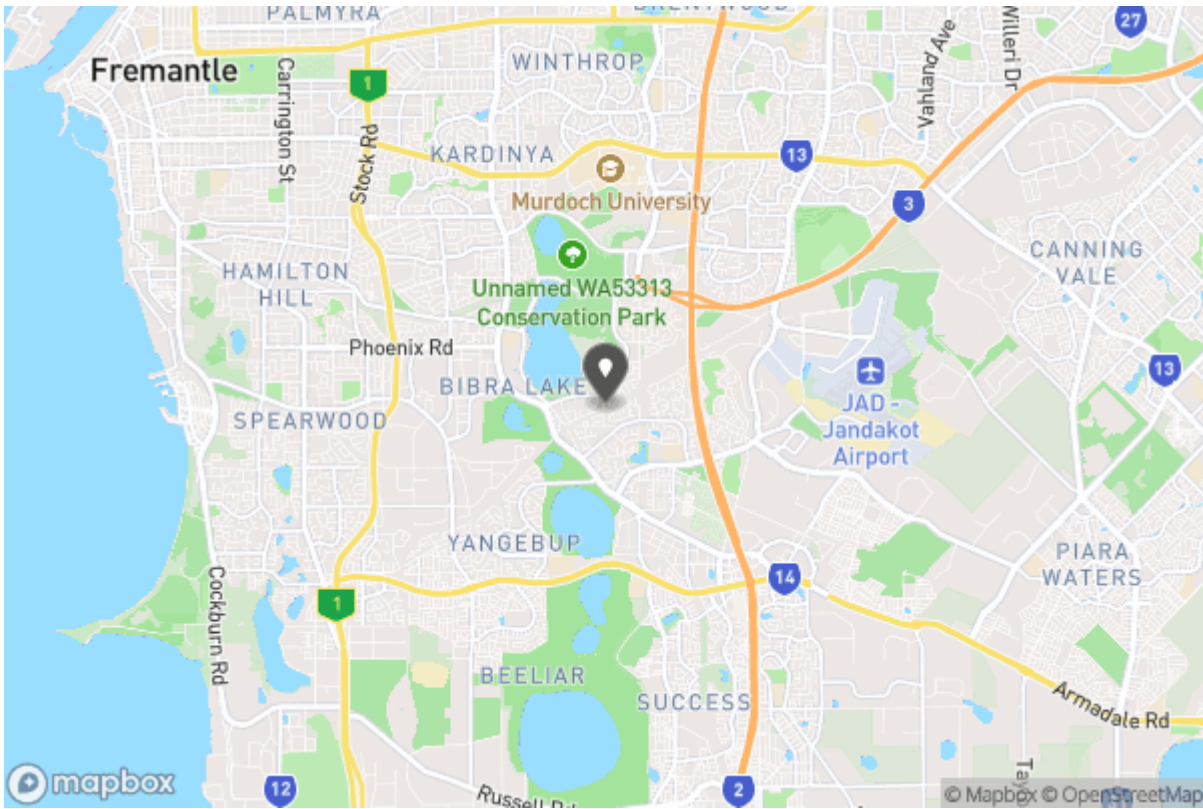 PALMYRA
BRENTWOOD
27
Willeri Dr
Vahland Ave
Fremantle
WINTHROP
1
Carrington St
Stock Rd
KARDINYA
13
Murdoch University
3
HAMILTON
HILL
Unnamed WA53313
Conservation Park
CANNING
VALE
Phoenix Rd
BIBRA LAKE
13
SPEARWOOD
JAD -
Jandakot
Airport
YANGEBUP
PIARA
WATERS
14
1
Cockburn Rd
BEELIAR
SUCCESS
Armadale Rd
mapbox
12
Russell Rd
2
© Mapbox © OpenStreetMap